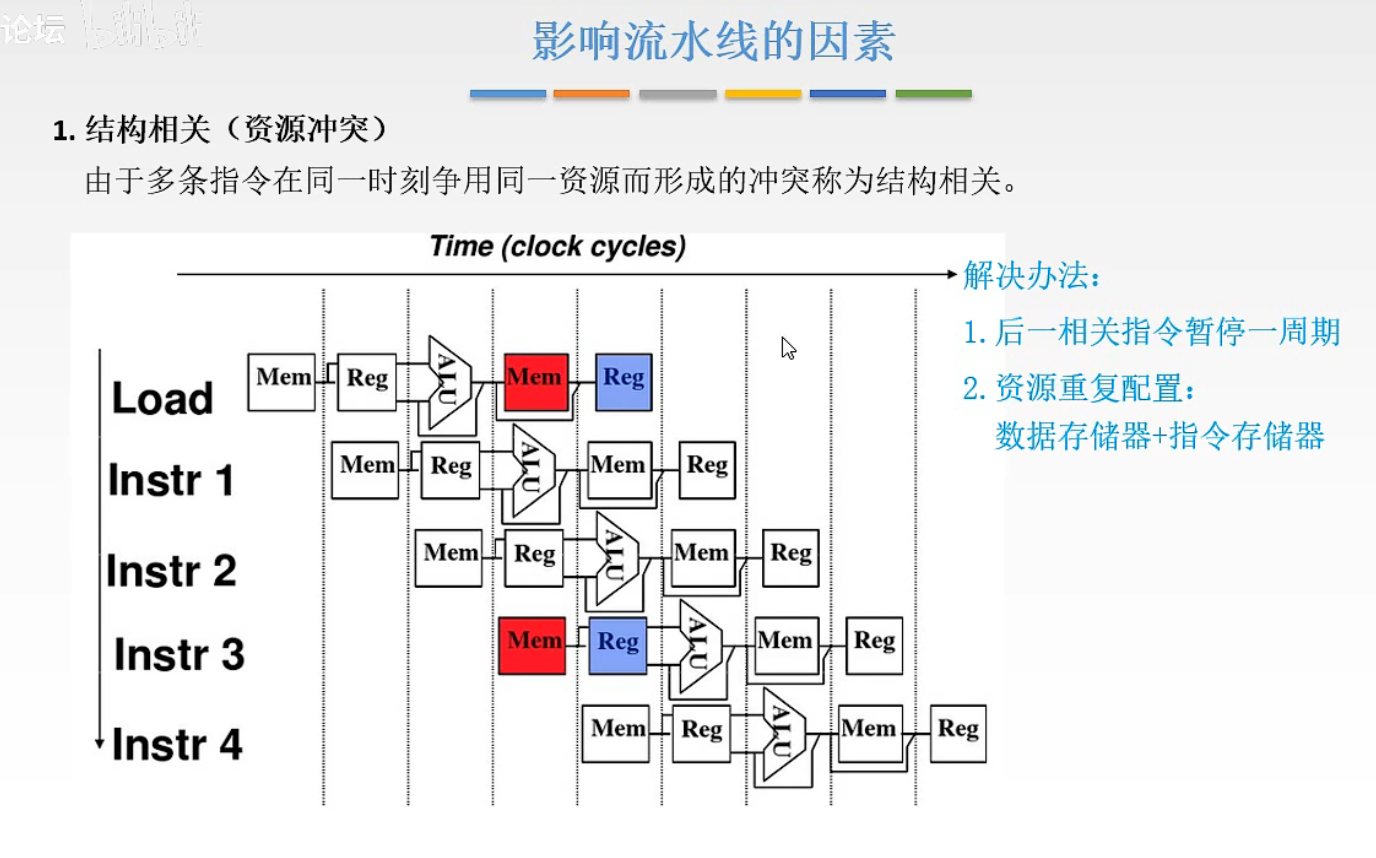 论坛 bilibili
影响流水线的因素
1. 结构相关（资源冲突）
由于多条指令在同一时刻争用同一资源而形成的冲突称为结构相关。
Time (clock cycles)
解决办法：
1. 后一相关指令暂停一周期
2. 资源重复配置：
数据存储器+指令存储器
Load Mem Reg ALU Mem Reg
Instr 1 Mem Reg ALU Mem Reg
Instr 2 Mem Reg ALU Mem Reg
Instr 3 Mem Reg ALU Mem Reg
Instr 4 Mem Reg ALU Mem Reg